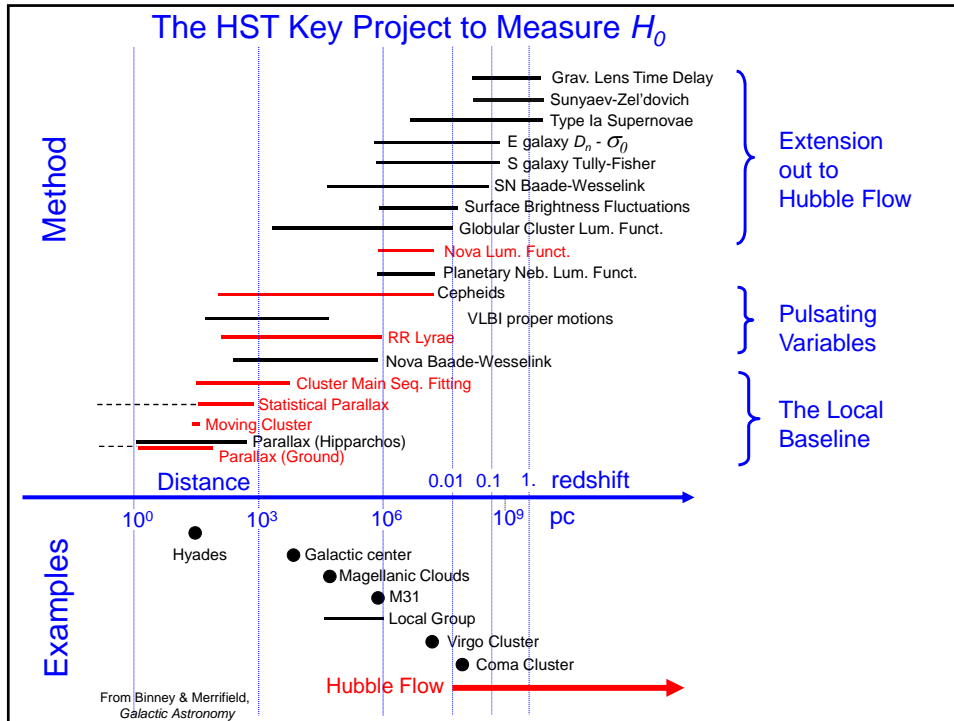 The HST Key Project to Measure H0
Method
Grav. Lens Time Delay
Sunyaev-Zel'dovich
Type Ia Supernovae
E galaxy Dn - σ0
S galaxy Tully-Fisher
SN Baade-Wesselink
Surface Brightness Fluctuations
Globular Cluster Lum. Funct.
Nova Lum. Funct.
Planetary Neb. Lum. Funct.
Cepheids
VLBI proper motions
RR Lyrae
Nova Baade-Wesselink
Cluster Main Seq. Fitting
Statistical Parallax
Moving Cluster
Parallax (Hipparchos)
Parallax (Ground)
Extension
out to
Hubble Flow
Pulsating
Variables
The Local
Baseline
Distance 0.01 0.1 1. redshift
10⁰ 10³ 10⁶ 10⁹ pc
Examples
Hyades
Galactic center
Magellanic Clouds
M31
Local Group
Virgo Cluster
Coma Cluster
Hubble Flow
From Binney & Merrifield,
Galactic Astronomy